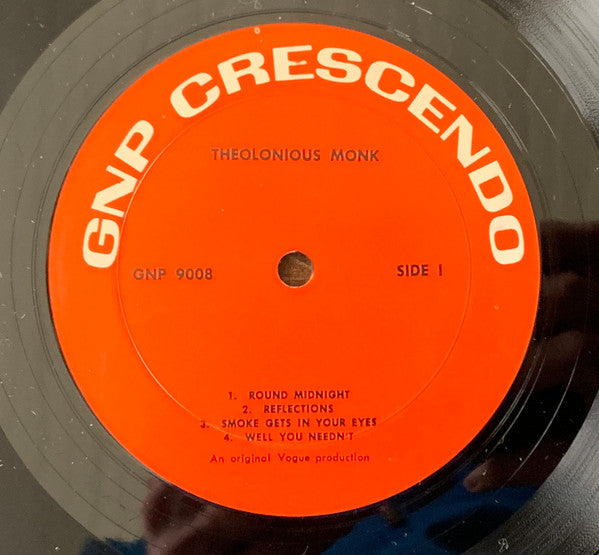 GNP CRESCENDO
THEOLONIOUS MONK
GNP 9008 SIDE 1
1. ROUND MIDNIGHT
2. REFLECTIONS
3. SMOKE GETS IN YOUR EYES
4. WELL YOU NEEDN'T
An original Vogue production